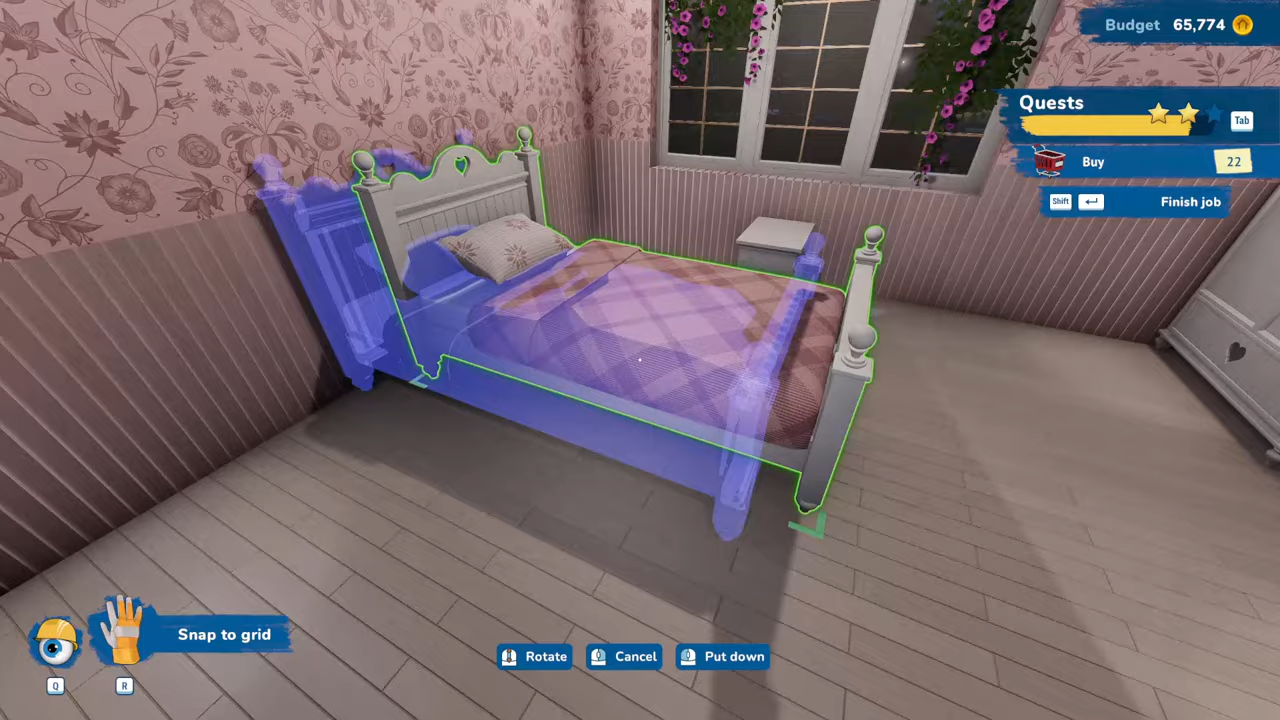 Budget 65,774
Quests
Tab
Buy 22
Shift Finish job
Snap to grid
Q R
Rotate Cancel Put down